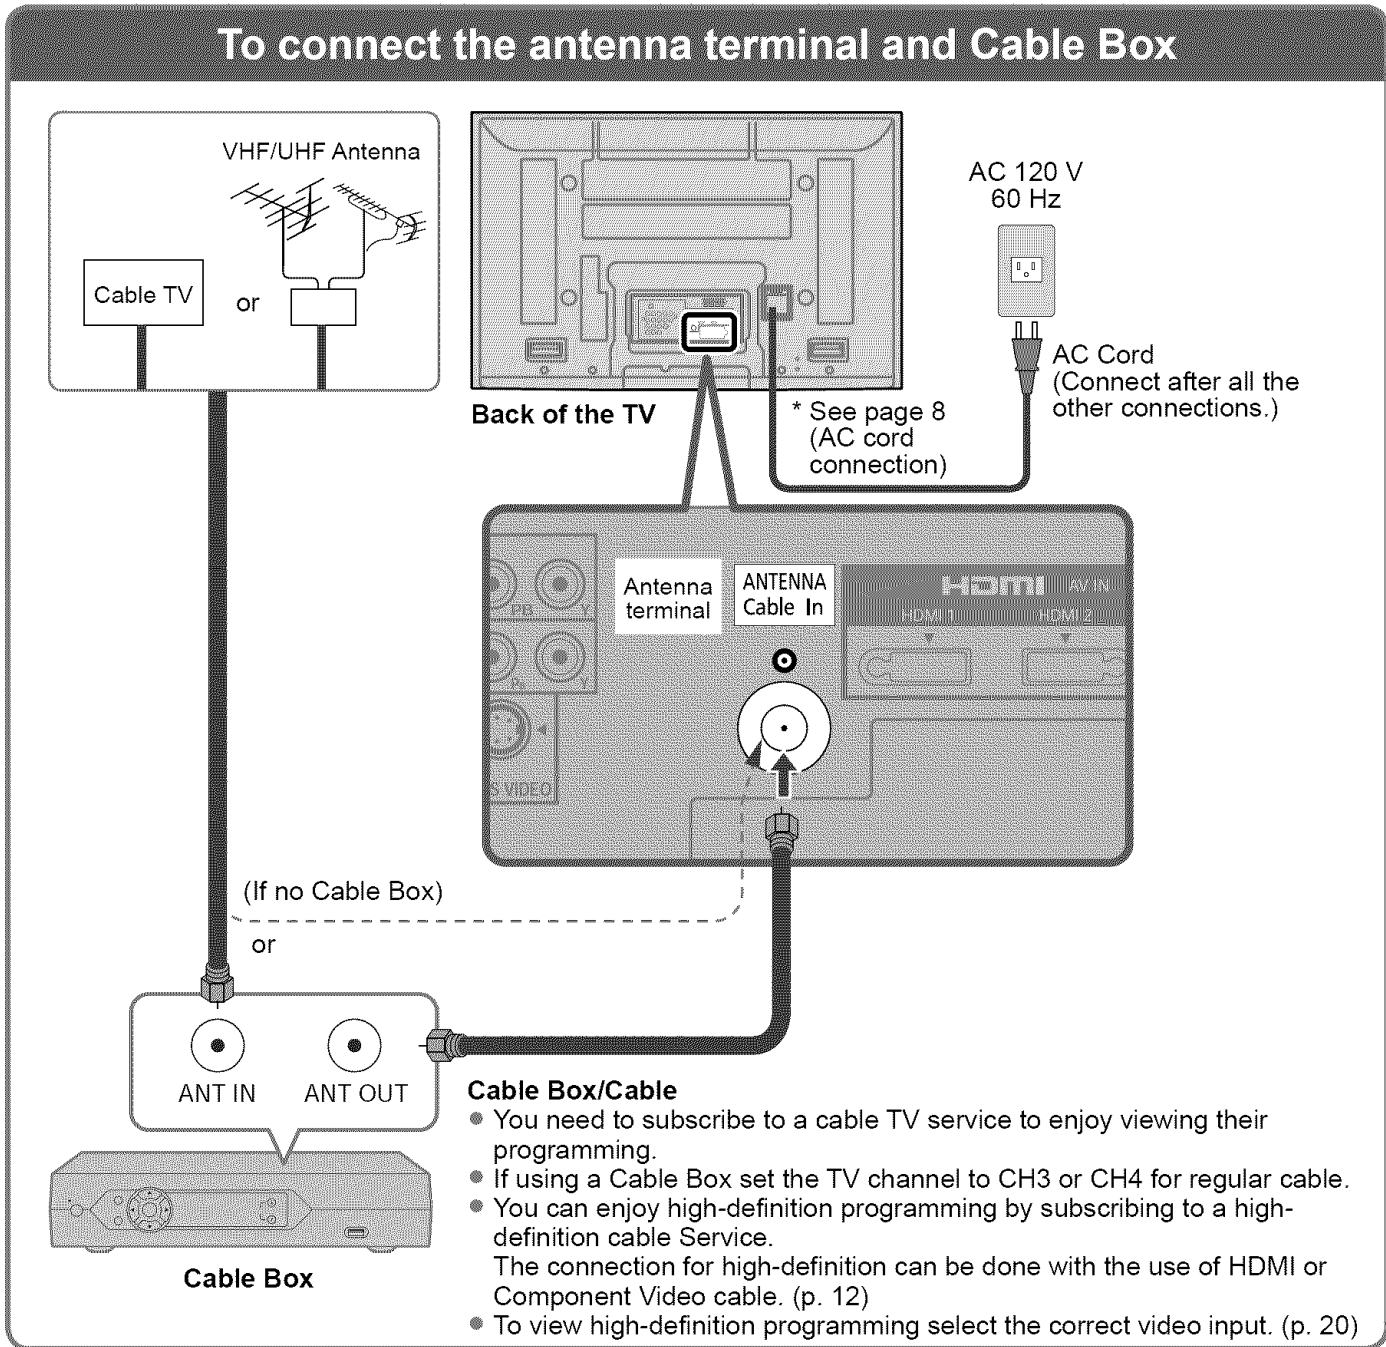 To connect the antenna terminal and Cable Box
VHF/UHF Antenna
Cable TV
or
AC 120 V
60 Hz
AC Cord
(Connect after all the
other connections.)
Back of the TV
* See page 8
(AC cord
connection)
Antenna
terminal
ANTENNA
Cable In
HDMI
AV IN
HDMI 1
HDMI 2
PB
Y
Y
S VIDEO
(If no Cable Box)
or
ANT IN
ANT OUT
Cable Box
Cable Box/Cable
● You need to subscribe to a cable TV service to enjoy viewing their
programming.
● If using a Cable Box set the TV channel to CH3 or CH4 for regular cable.
● You can enjoy high-definition programming by subscribing to a high-
definition cable Service.
The connection for high-definition can be done with the use of HDMI or
Component Video cable. (p. 12)
● To view high-definition programming select the correct video input. (p. 20)